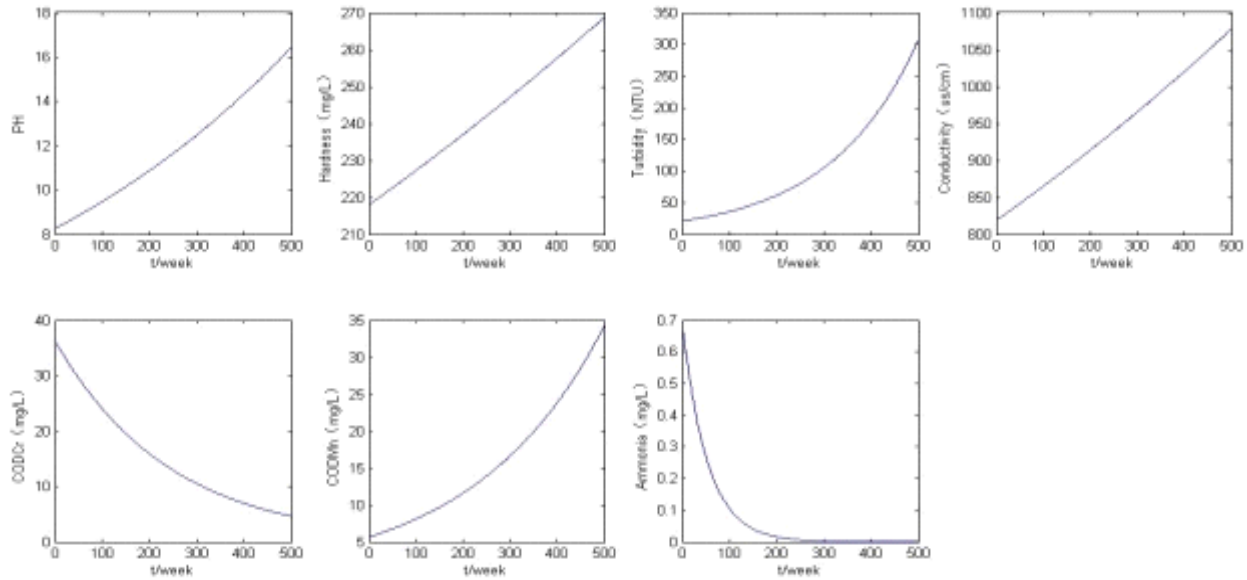 18
16
14
12
10
8
PH
0 100 200 300 400 500
t/week
270
260
250
240
230
220
210
Hardness (mg/L)
0 100 200 300 400 500
t/week
350
300
250
200
150
100
50
0
Turbidity (NTU)
0 100 200 300 400 500
t/week
1100
1050
1000
950
900
850
800
Conductivity (us/cm)
0 100 200 300 400 500
t/week
40
30
20
10
0
CODCr (mg/L)
0 100 200 300 400 500
t/week
35
30
25
20
15
10
5
CODMn (mg/L)
0 100 200 300 400 500
t/week
0.7
0.6
0.5
0.4
0.3
0.2
0.1
0
Ammonia (mg/L)
0 100 200 300 400 500
t/week